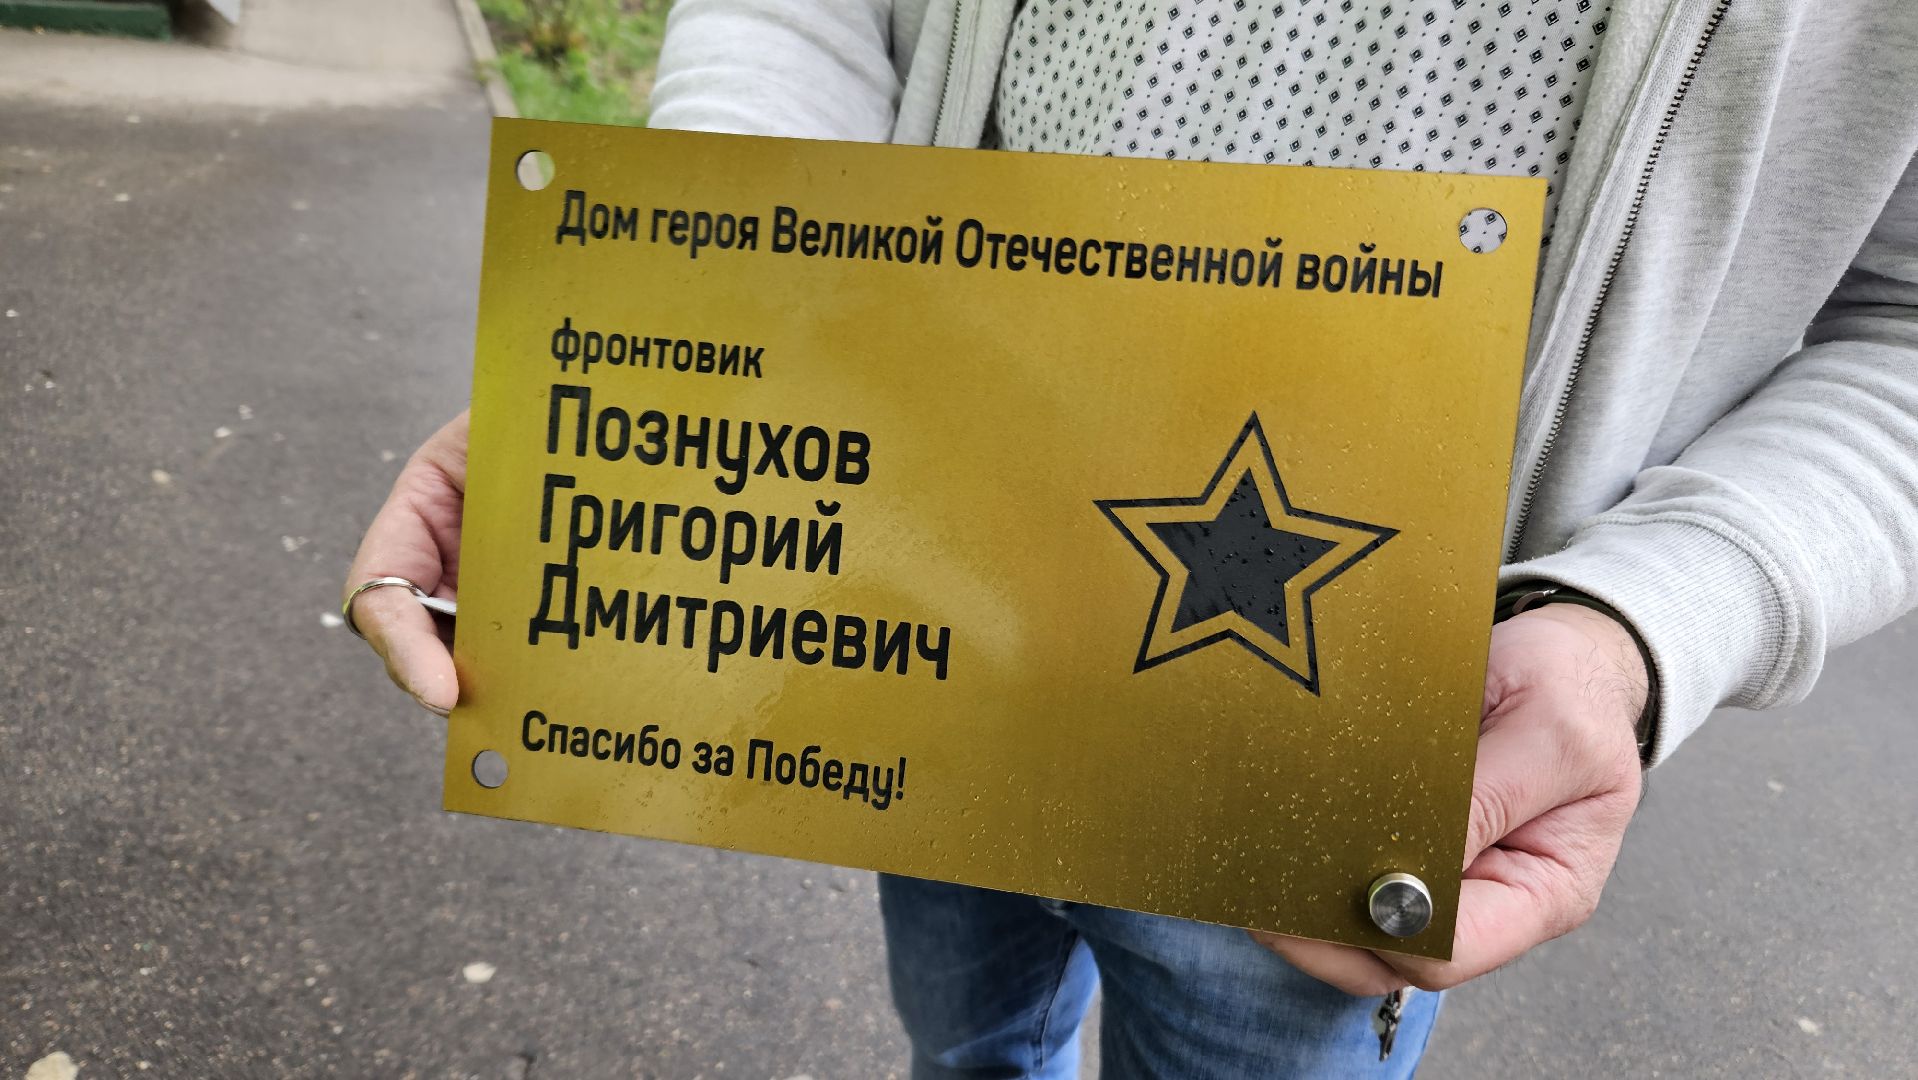 Дом героя Великой Отечественной войны
фронтовик
Познухов
Григорий
Дмитриевич
Спасибо за Победу!